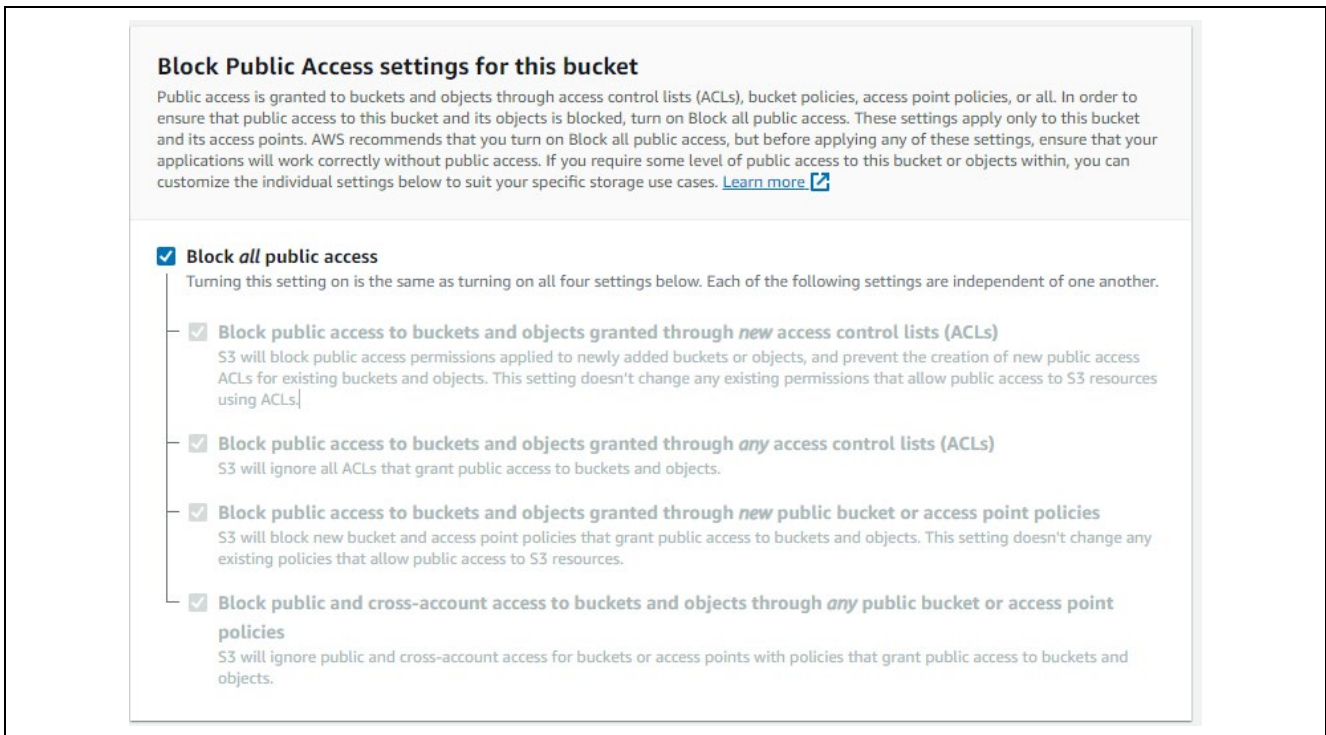 Block Public Access settings for this bucket
Public access is granted to buckets and objects through access control lists (ACLs), bucket policies, access point policies, or all. In order to
ensure that public access to this bucket and its objects is blocked, turn on Block all public access. These settings apply only to this bucket
and its access points. AWS recommends that you turn on Block all public access, but before applying any of these settings, ensure that your
applications will work correctly without public access. If you require some level of public access to this bucket or objects within, you can
customize the individual settings below to suit your specific storage use cases. Learn more
Block all public access
Turning this setting on is the same as turning on all four settings below. Each of the following settings are independent of one another.
Block public access to buckets and objects granted through new access control lists (ACLs)
S3 will block public access permissions applied to newly added buckets or objects, and prevent the creation of new public access
ACLs for existing buckets and objects. This setting doesn't change any existing permissions that allow public access to S3 resources
using ACLs.
Block public access to buckets and objects granted through any access control lists (ACLs)
S3 will ignore all ACLs that grant public access to buckets and objects.
Block public access to buckets and objects granted through new public bucket or access point policies
S3 will block new bucket and access point policies that grant public access to buckets and objects. This setting doesn't change any
existing policies that allow public access to S3 resources.
Block public and cross-account access to buckets and objects through any public bucket or access point
policies
S3 will ignore public and cross-account access for buckets or access points with policies that grant public access to buckets and
objects.